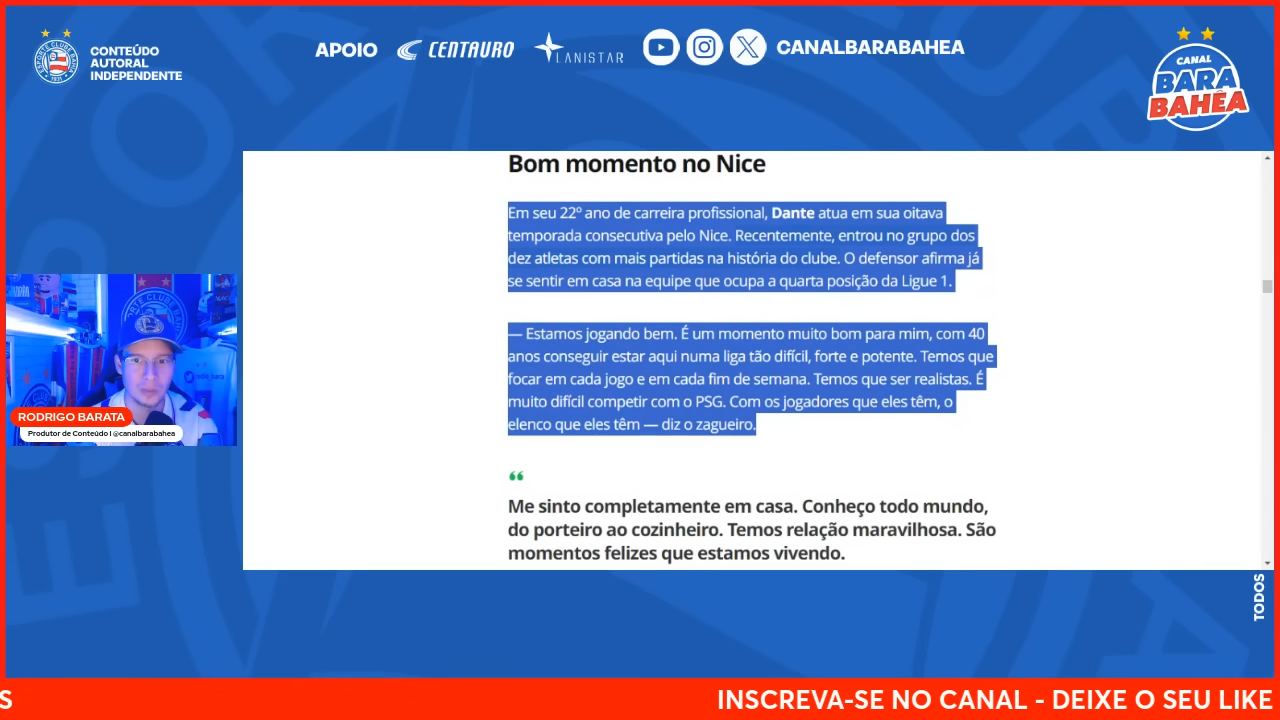 CONTEÚDO
AUTORAL
INDEPENDENTE
APOIO
CENTAURO
LANISTAR
CANALBARABAHEA
CANAL
BARA
BAHÊA
Bom momento no Nice
Em seu 22º ano de carreira profissional, Dante atua em sua oitava
temporada consecutiva pelo Nice. Recentemente, entrou no grupo dos
dez atletas com mais partidas na história do clube. O defensor afirma já
se sentir em casa na equipe que ocupa a quarta posição da Ligue 1.
— Estamos jogando bem. É um momento muito bom para mim, com 40
anos conseguir estar aqui numa liga tão difícil, forte e potente. Temos que
focar em cada jogo e em cada fim de semana. Temos que ser realistas. É
muito difícil competir com o PSG. Com os jogadores que eles têm, o
elenco que eles têm — diz o zagueiro.
“
Me sinto completamente em casa. Conheço todo mundo,
do porteiro ao cozinheiro. Temos relação maravilhosa. São
momentos felizes que estamos vivendo.
RODRIGO BARATA
Produtor de Conteúdo | @canalbarabahea
TODOS
S
INSCREVA-SE NO CANAL - DEIXE O SEU LIKE